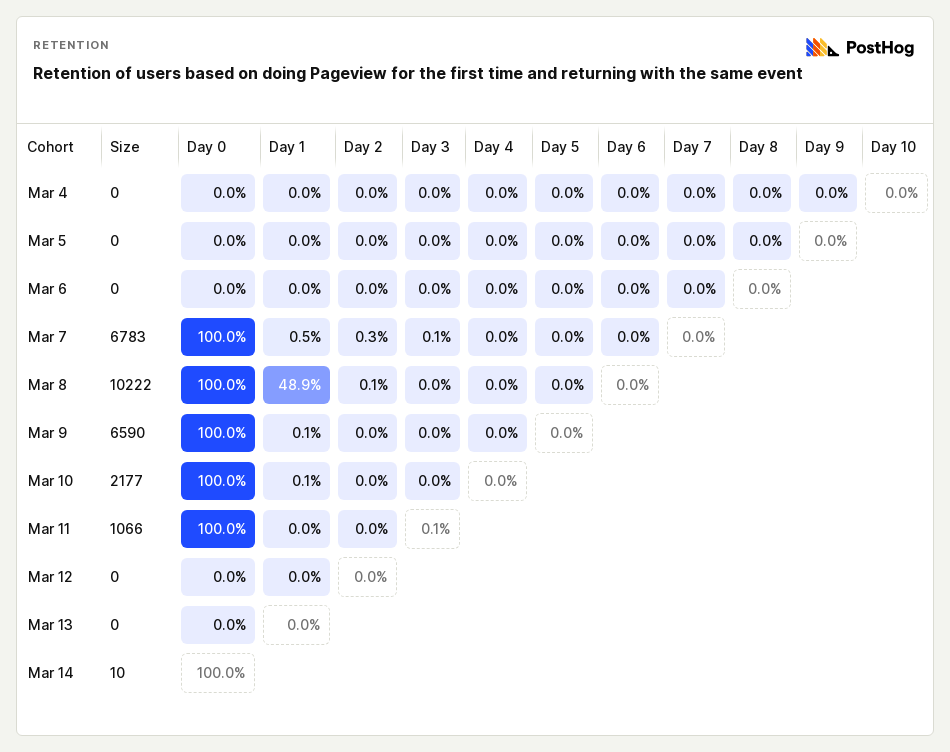 RETENTION
PostHog
Retention of users based on doing Pageview for the first time and returning with the same event
Cohort Size Day 0 Day 1 Day 2 Day 3 Day 4 Day 5 Day 6 Day 7 Day 8 Day 9 Day 10
Mar 4 0 0.0% 0.0% 0.0% 0.0% 0.0% 0.0% 0.0% 0.0% 0.0% 0.0% 0.0%
Mar 5 0 0.0% 0.0% 0.0% 0.0% 0.0% 0.0% 0.0% 0.0% 0.0% 0.0%
Mar 6 0 0.0% 0.0% 0.0% 0.0% 0.0% 0.0% 0.0% 0.0% 0.0%
Mar 7 6783 100.0% 0.5% 0.3% 0.1% 0.0% 0.0% 0.0% 0.0%
Mar 8 10222 100.0% 48.9% 0.1% 0.0% 0.0% 0.0% 0.0%
Mar 9 6590 100.0% 0.1% 0.0% 0.0% 0.0% 0.0%
Mar 10 2177 100.0% 0.1% 0.0% 0.0% 0.0%
Mar 11 1066 100.0% 0.0% 0.0% 0.1%
Mar 12 0 0.0% 0.0% 0.0%
Mar 13 0 0.0% 0.0%
Mar 14 10 100.0%